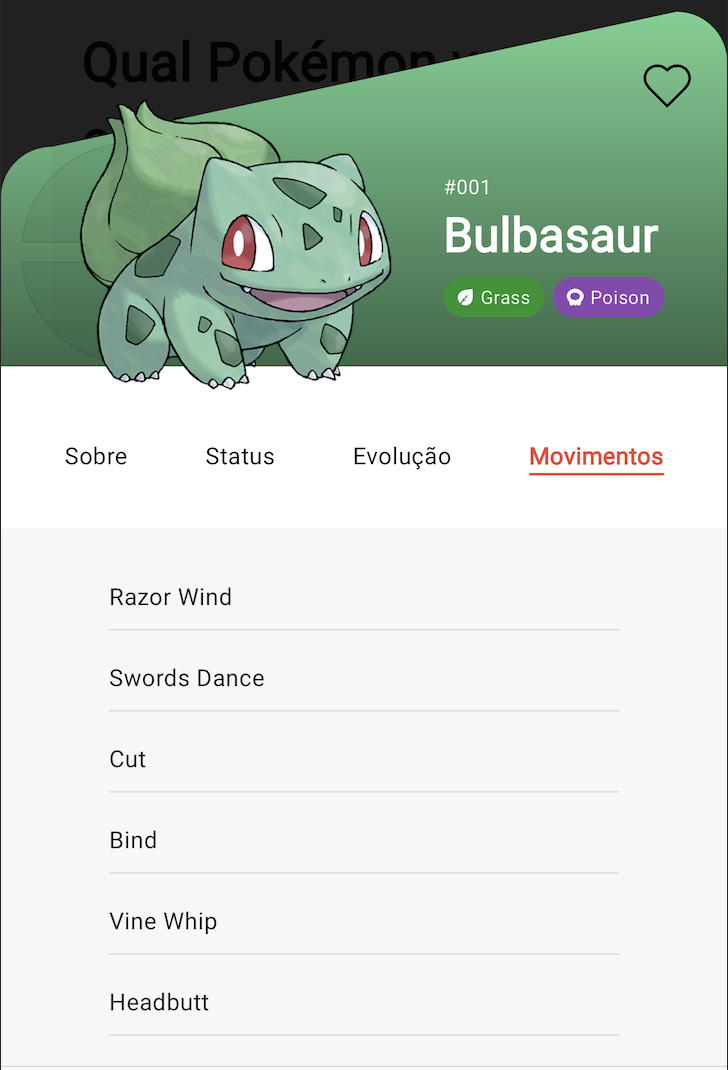 Qual Pokémon
#001
Bulbasaur
Grass
Poison
Sobre
Status
Evolução
Movimentos
Razor Wind
Swords Dance
Cut
Bind
Vine Whip
Headbutt